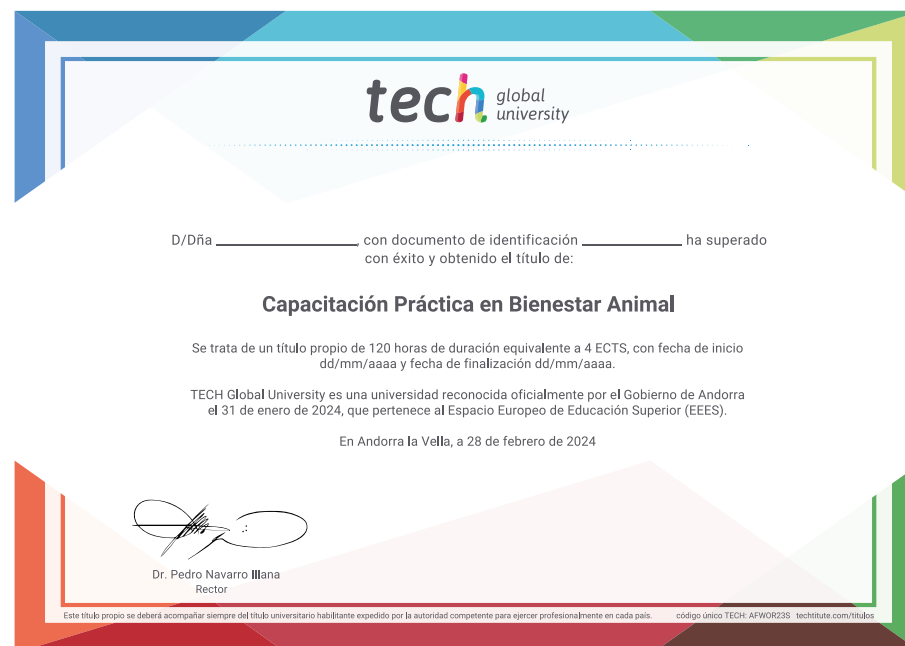 tech global university
D/Dña ____________________, con documento de identificación ______________ ha superado
con éxito y obtenido el título de:
Capacitación Práctica en Bienestar Animal
Se trata de un título propio de 120 horas de duración equivalente a 4 ECTS, con fecha de inicio
dd/mm/aaaa y fecha de finalización dd/mm/aaaa.
TECH Global University es una universidad reconocida oficialmente por el Gobierno de Andorra
el 31 de enero de 2024, que pertenece al Espacio Europeo de Educación Superior (EEES).
En Andorra la Vella, a 28 de febrero de 2024
Dr. Pedro Navarro Illana
Rector
Este título propio se deberá acompañar siempre del título universitario habilitante expedido por la autoridad competente para ejercer profesionalmente en cada país. código único TECH: AFWOR23S techtitute.com/titulos